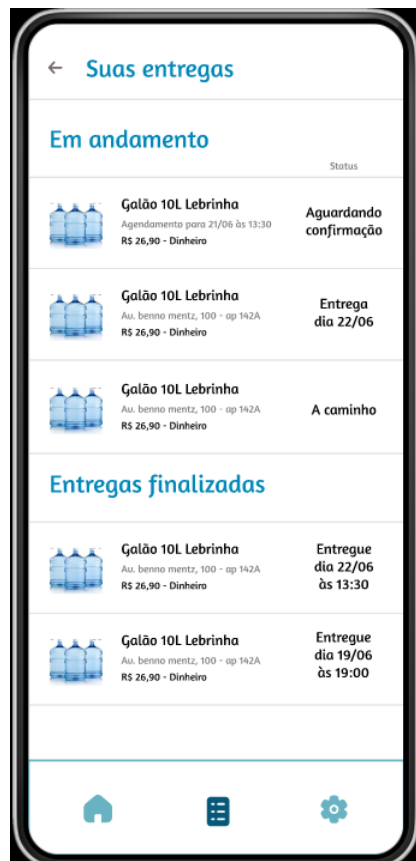 Suas entregas
Em andamento
Status
Galão 10L Lebrinha
Agendamento para 21/06 às 13:30
R$ 26,90 - Dinheiro
Aguardando
confirmação
Galão 10L Lebrinha
Au. benno mentz, 100 - ap 142A
R$ 26,90 - Dinheiro
Entrega
dia 22/06
Galão 10L Lebrinha
Au. benno mentz, 100 - ap 142A
R$ 26,90 - Dinheiro
A caminho
Entregas finalizadas
Galão 10L Lebrinha
Au. benno mentz, 100 - ap 142A
R$ 26,90 - Dinheiro
Entregue
dia 22/06
às 13:30
Galão 10L Lebrinha
Au. benno mentz, 100 - ap 142A
R$ 26,90 - Dinheiro
Entregue
dia 19/06
às 19:00